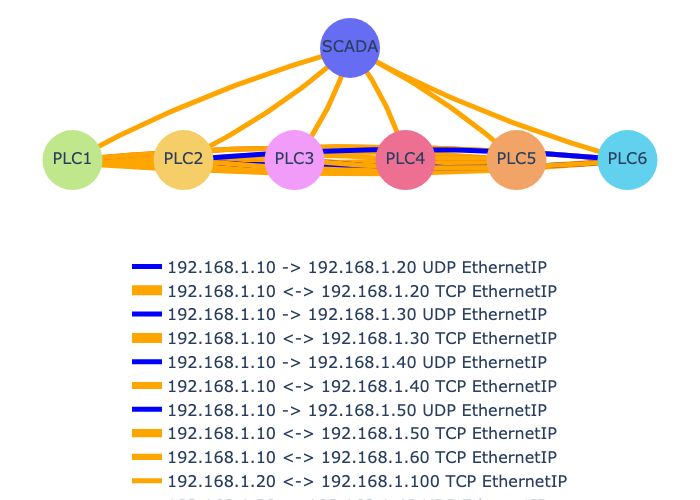 SCADA
PLC1 PLC2 PLC3 PLC4 PLC5 PLC6
192.168.1.10 -> 192.168.1.20 UDP EthernetIP
192.168.1.10 <-> 192.168.1.20 TCP EthernetIP
192.168.1.10 -> 192.168.1.30 UDP EthernetIP
192.168.1.10 <-> 192.168.1.30 TCP EthernetIP
192.168.1.10 -> 192.168.1.40 UDP EthernetIP
192.168.1.10 <-> 192.168.1.40 TCP EthernetIP
192.168.1.10 -> 192.168.1.50 UDP EthernetIP
192.168.1.10 <-> 192.168.1.50 TCP EthernetIP
192.168.1.10 <-> 192.168.1.60 TCP EthernetIP
192.168.1.20 <-> 192.168.1.100 TCP EthernetIP